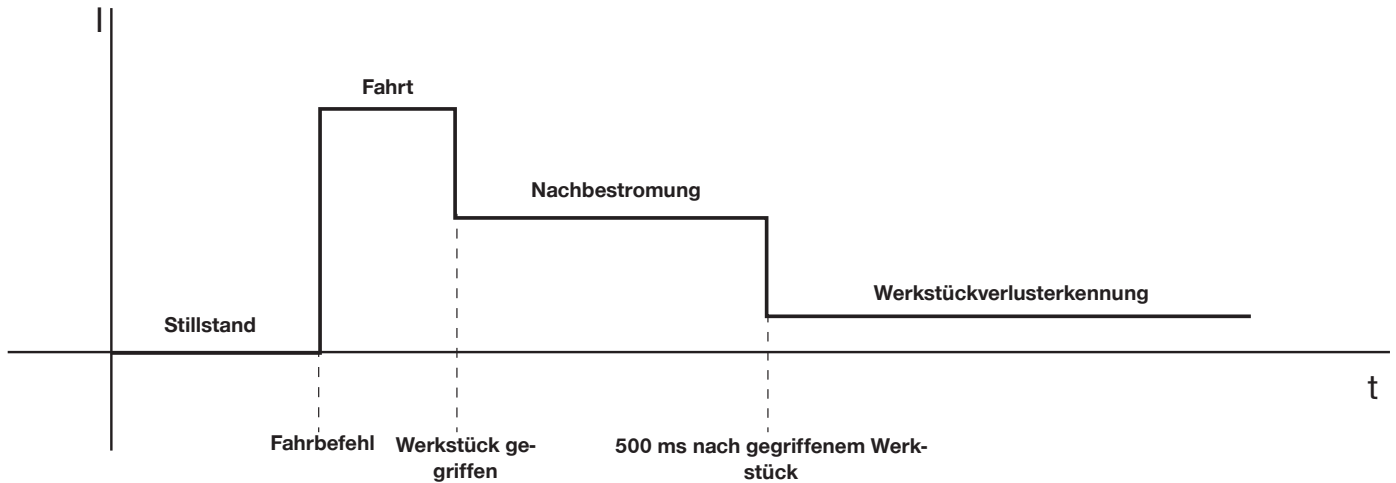 I
Fahrt
Nachbestromung
Werkstückverlusterkennung
Stillstand
t
Fahrbefehl
Werkstück ge-
griffen
500 ms nach gegriffenem Werk-
stück